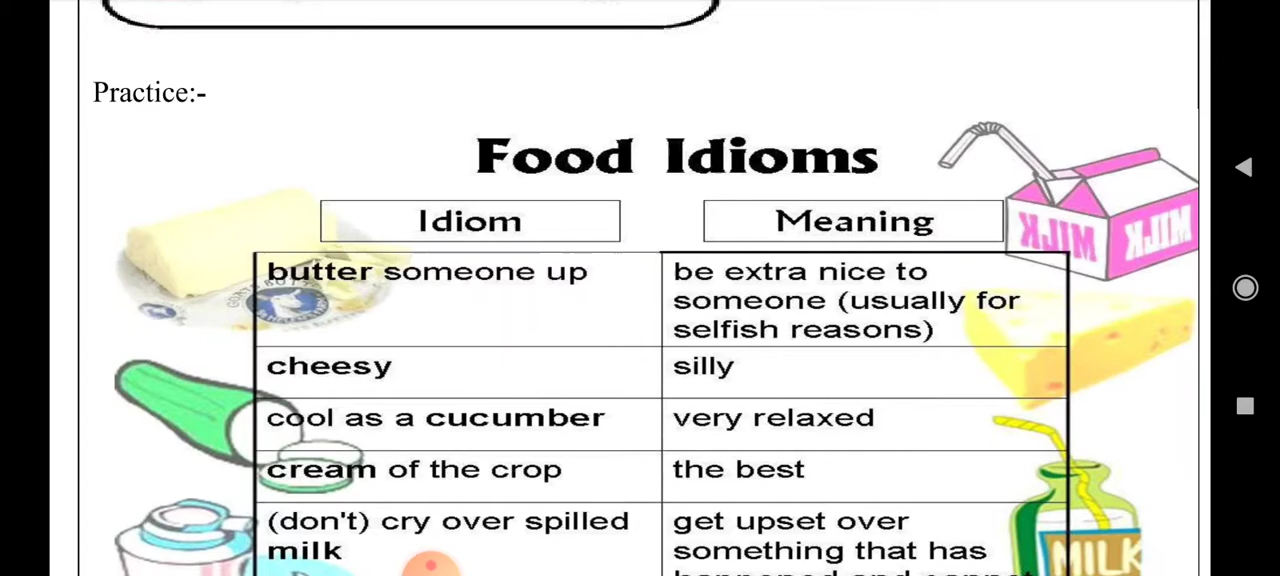 Practice:-
Food Idioms
Idiom
Meaning
butter someone up
be extra nice to
someone (usually for
selfish reasons)
cheesy
silly
cool as a cucumber
very relaxed
cream of the crop
the best
(don't) cry over spilled
milk
get upset over
something that has
MILK
MILK
MILK